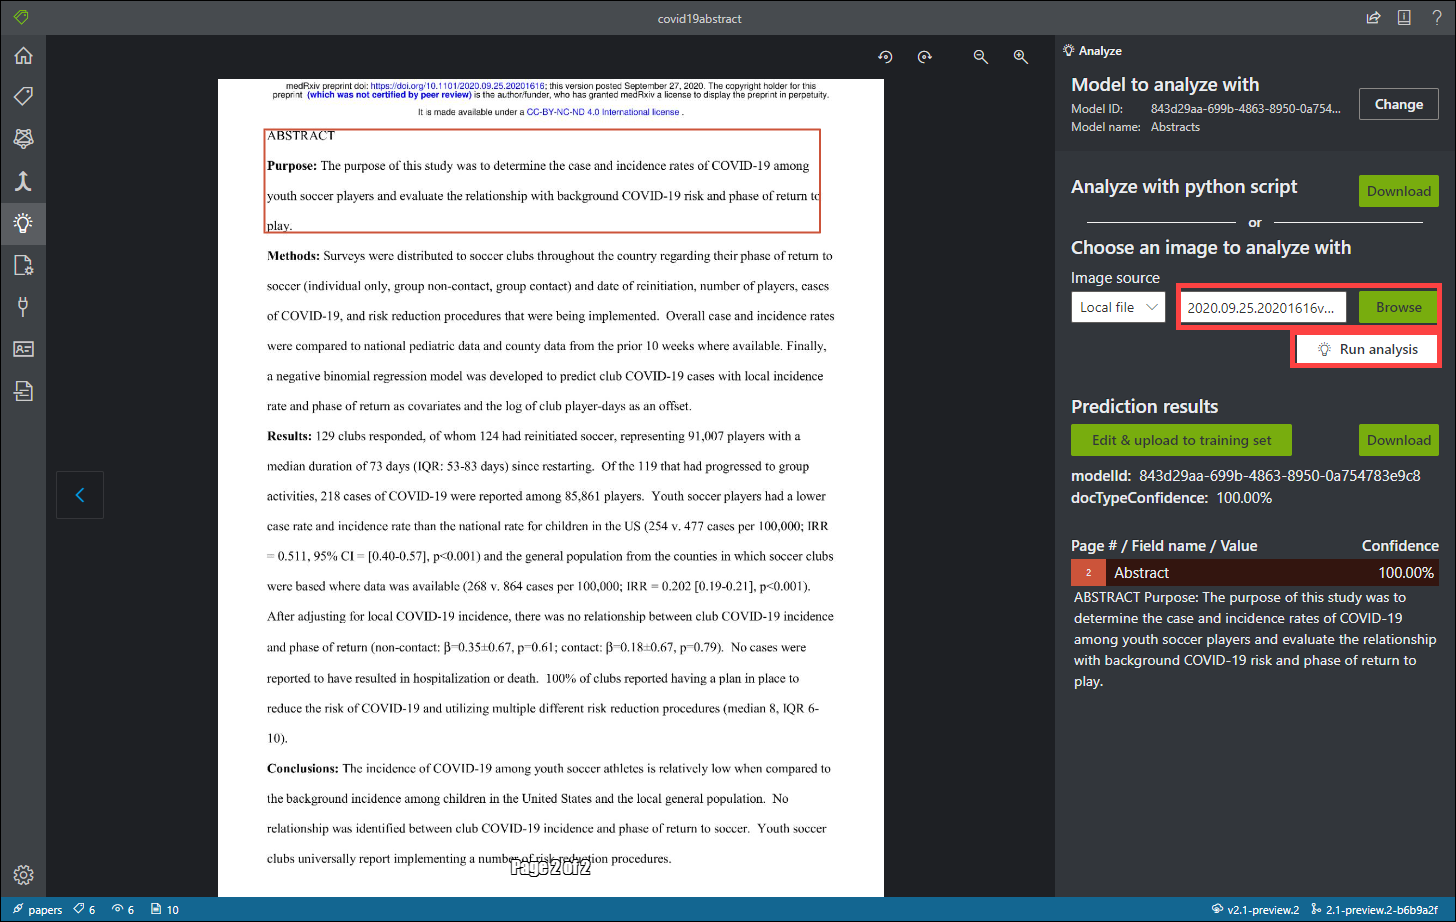 covid19abstract
medRxiv preprint doi: https://doi.org/10.1101/2020.09.25.20201616; this version posted September 27, 2020. The copyright holder for this
preprint (which was not certified by peer review) is the author/funder, who has granted medRxiv a license to display the preprint in perpetuity.
It is made available under a CC-BY-NC-ND 4.0 International license .
ABSTRACT
Purpose: The purpose of this study was to determine the case and incidence rates of COVID-19 among
youth soccer players and evaluate the relationship with background COVID-19 risk and phase of return to
play.
Methods: Surveys were distributed to soccer clubs throughout the country regarding their phase of return to
soccer (individual only, group non-contact, group contact) and date of reinitiation, number of players, cases
of COVID-19, and risk reduction procedures that were being implemented. Overall case and incidence rates
were compared to national pediatric data and county data from the prior 10 weeks where available. Finally,
a negative binomial regression model was developed to predict club COVID-19 cases with local incidence
rate and phase of return as covariates and the log of club player-days as an offset.
Results: 129 clubs responded, of whom 124 had reinitiated soccer, representing 91,007 players with a
median duration of 73 days (IQR: 53-83 days) since restarting. Of the 119 that had progressed to group
activities, 218 cases of COVID-19 were reported among 85,861 players. Youth soccer players had a lower
case rate and incidence rate than the national rate for children in the US (254 v. 477 cases per 100,000; IRR
= 0.511, 95% CI = [0.40-0.57], p<0.001) and the general population from the counties in which soccer clubs
were based where data was available (268 v. 864 cases per 100,000; IRR = 0.202 [0.19-0.21], p<0.001).
After adjusting for local COVID-19 incidence, there was no relationship between club COVID-19 incidence
and phase of return (non-contact: β=0.35±0.67, p=0.61; contact: β=0.18±0.67, p=0.79). No cases were
reported to have resulted in hospitalization or death. 100% of clubs reported having a plan in place to
reduce the risk of COVID-19 and utilizing multiple different risk reduction procedures (median 8, IQR 6-
10).
Conclusions: The incidence of COVID-19 among youth soccer athletes is relatively low when compared to
the background incidence among children in the United States and the local general population. No
relationship was identified between club COVID-19 incidence and phase of return to soccer. Youth soccer
clubs universally report implementing a number of risk reduction procedures.
Page 2 of 2
Analyze
Model to analyze with
Model ID: 843d29aa-699b-4863-8950-0a754...
Model name: Abstracts
Change
Analyze with python script
Download
or
Choose an image to analyze with
Image source
Local file
2020.09.25.20201616v...
Browse
Run analysis
Prediction results
Edit & upload to training set
Download
modelId: 843d29aa-699b-4863-8950-0a754783e9c8
docTypeConfidence: 100.00%
Page # / Field name / Value Confidence
2 Abstract 100.00%
ABSTRACT Purpose: The purpose of this study was to
determine the case and incidence rates of COVID-19
among youth soccer players and evaluate the relationship
with background COVID-19 risk and phase of return to
play.
papers 6 6 10
v2.1-preview.2 2.1-preview.2-b6b9a2f